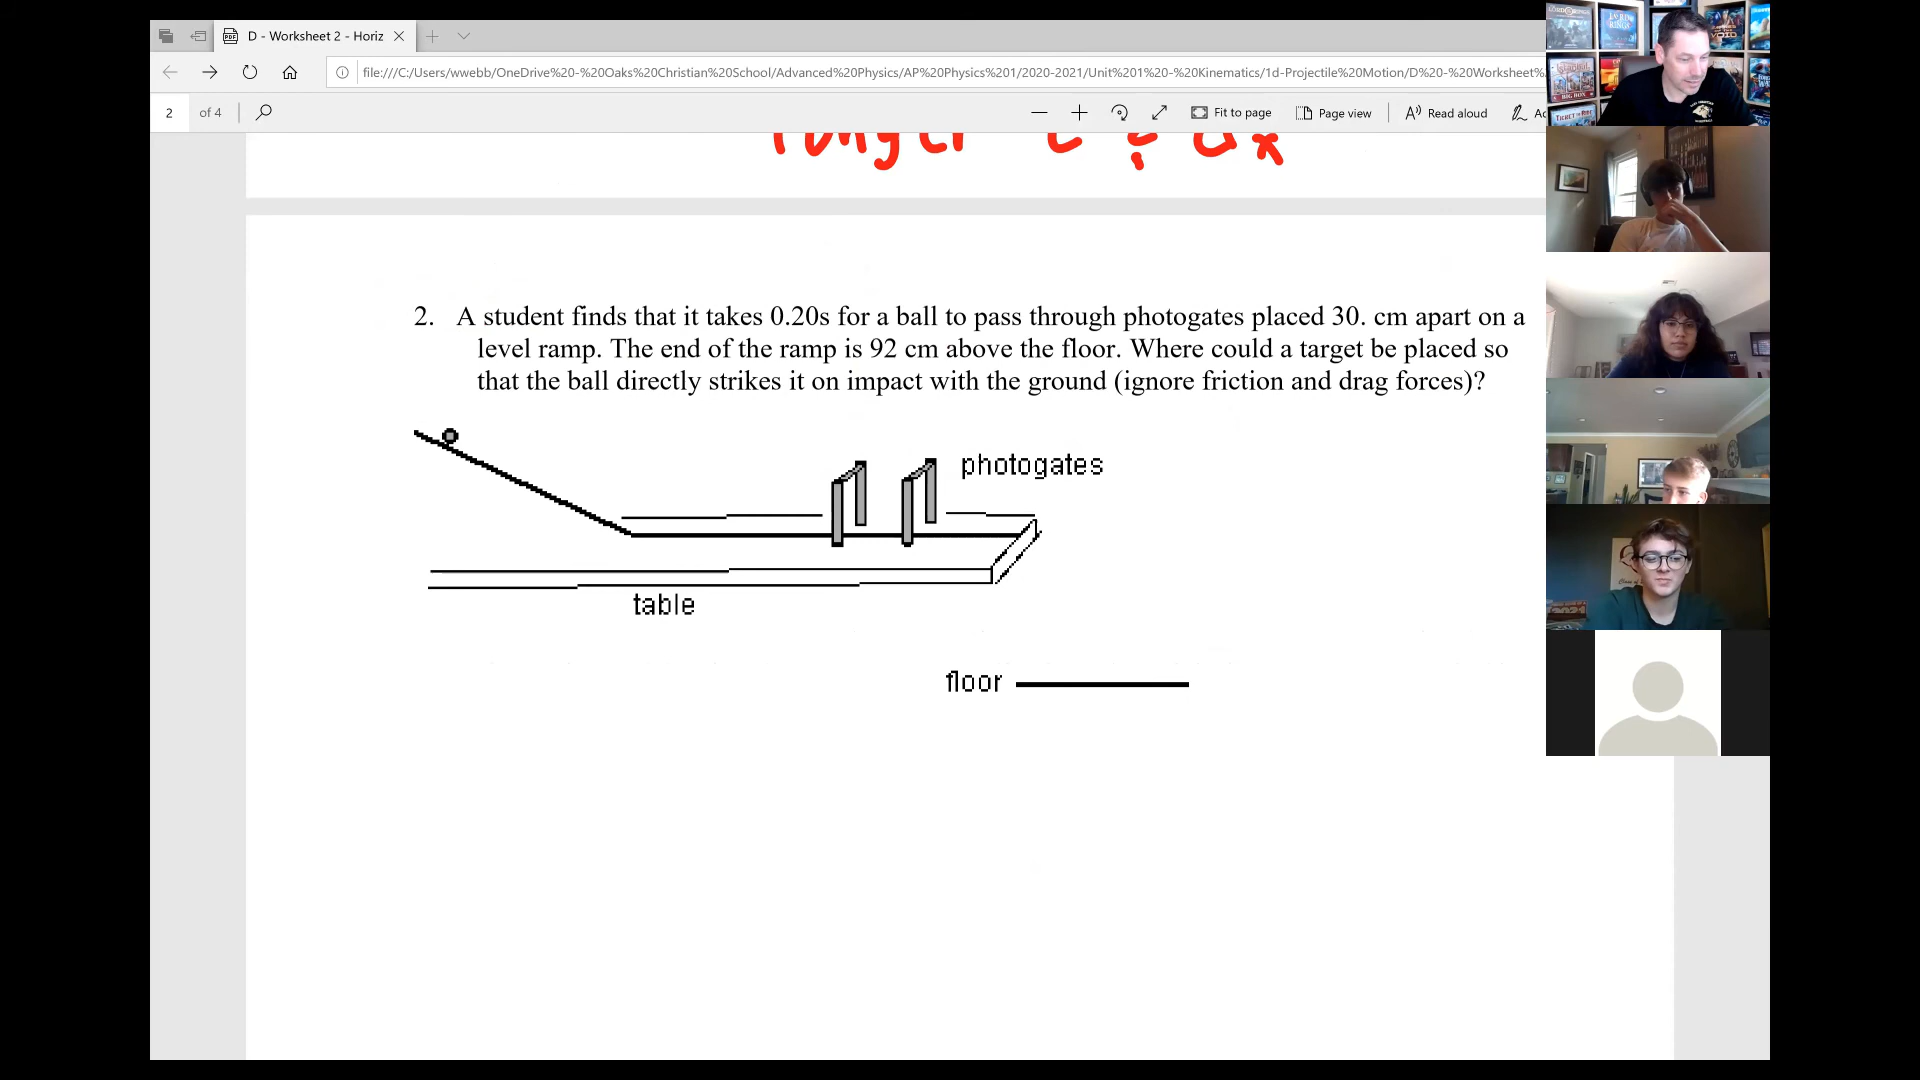 D - Worksheet 2 - Horiz
file:///C:/Users/wwebb/OneDrive%20-%20Oaks%20Christian%20School/Advanced%20Physics/AP%20Physics%201/2020-2021/Unit%201%20-%20Kinematics/1d-Projectile%20Motion/D%20-%20Worksheet%
2 of 4
Fit to page
Page view
Read aloud
2. A student finds that it takes 0.20s for a ball to pass through photogates placed 30. cm apart on a
level ramp. The end of the ramp is 92 cm above the floor. Where could a target be placed so
that the ball directly strikes it on impact with the ground (ignore friction and drag forces)?
photogates
table
floor